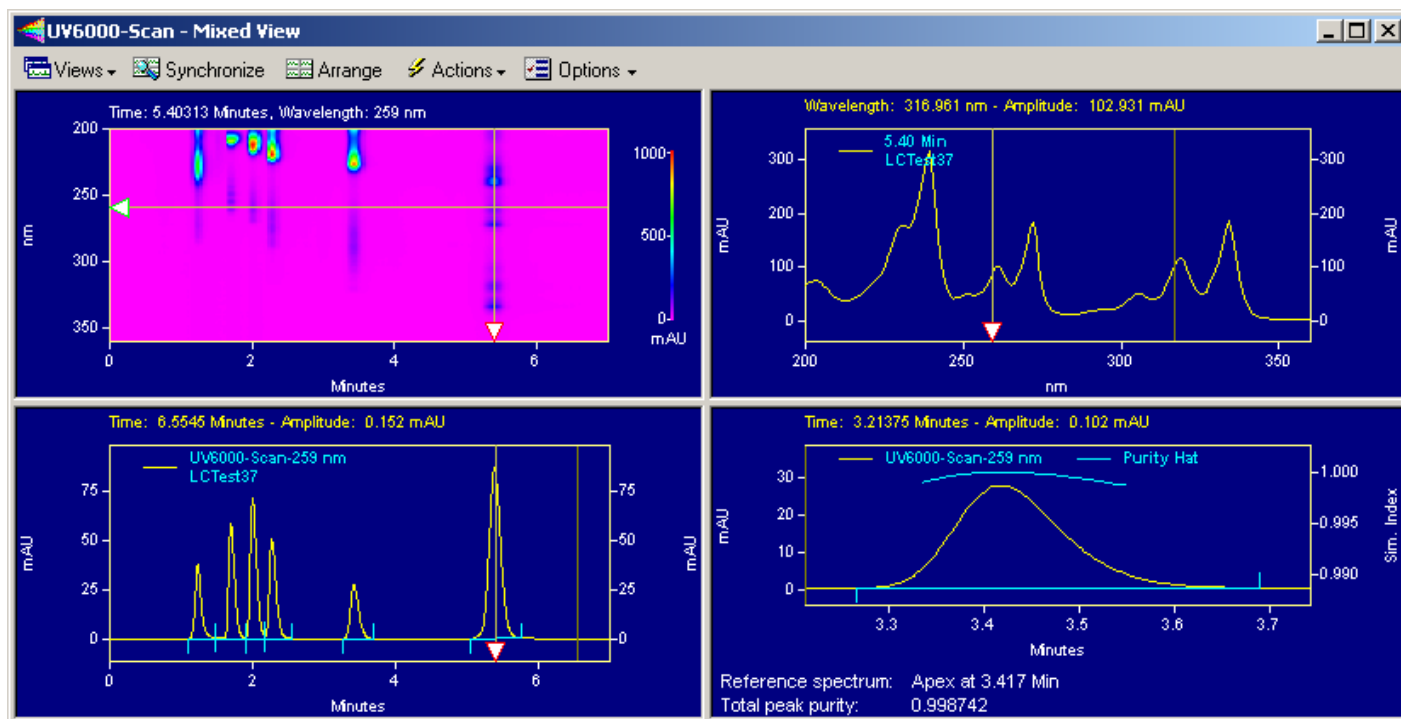 UV6000-Scan - Mixed View
Views Synchronize Arrange Actions Options
Time: 5.40313 Minutes, Wavelength: 259 nm
200
250
300
350
nm
0 2 4 6
Minutes
1000
500
0
mAU
Wavelength: 316.961 nm - Amplitude: 102.931 mAU
5.40 Min
LCTest37
300
200
100
0
mAU
300
200
100
0
mAU
200 250 300 350
nm
Time: 6.5545 Minutes - Amplitude: 0.152 mAU
UV6000-Scan-259 nm
LCTest37
75
50
25
0
mAU
75
50
25
0
mAU
0 2 4 6
Minutes
Time: 3.21375 Minutes - Amplitude: 0.102 mAU
UV6000-Scan-259 nm Purity Hat
30
20
10
0
mAU
1.000
0.995
0.990
Sim. Index
3.3 3.4 3.5 3.6 3.7
Minutes
Reference spectrum: Apex at 3.417 Min
Total peak purity: 0.998742